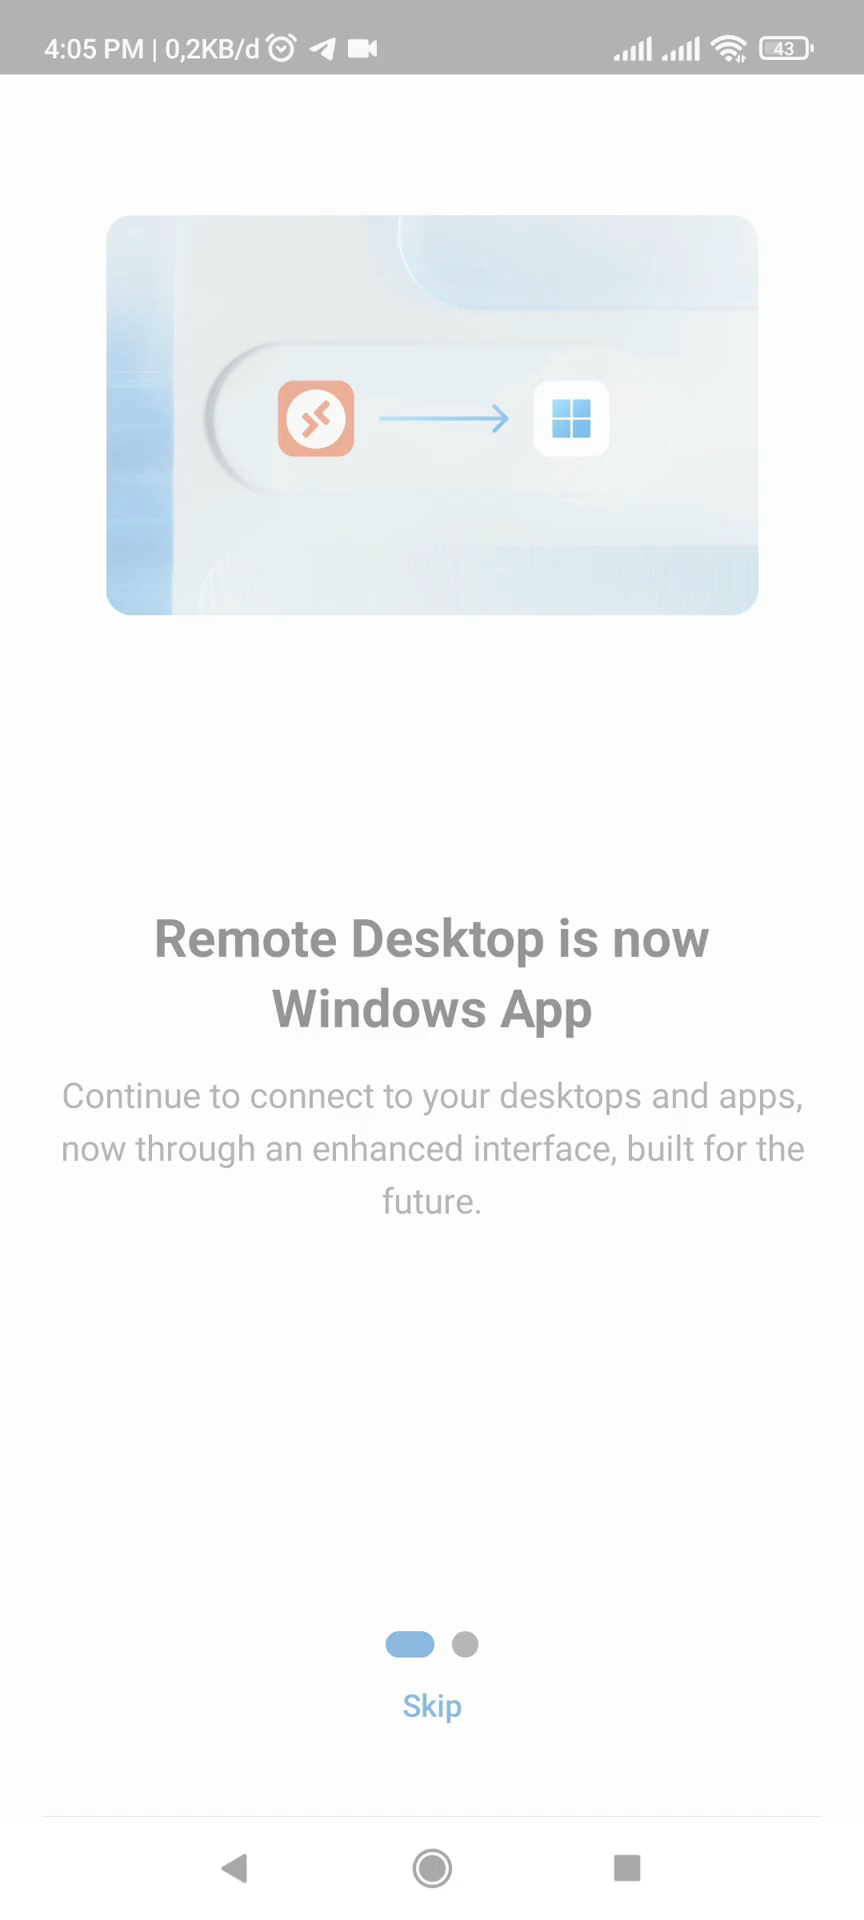 4:05 PM | 0,2KB/d
43
Remote Desktop is now
Windows App
Continue to connect to your desktops and apps,
now through an enhanced interface, built for the
future.
Skip